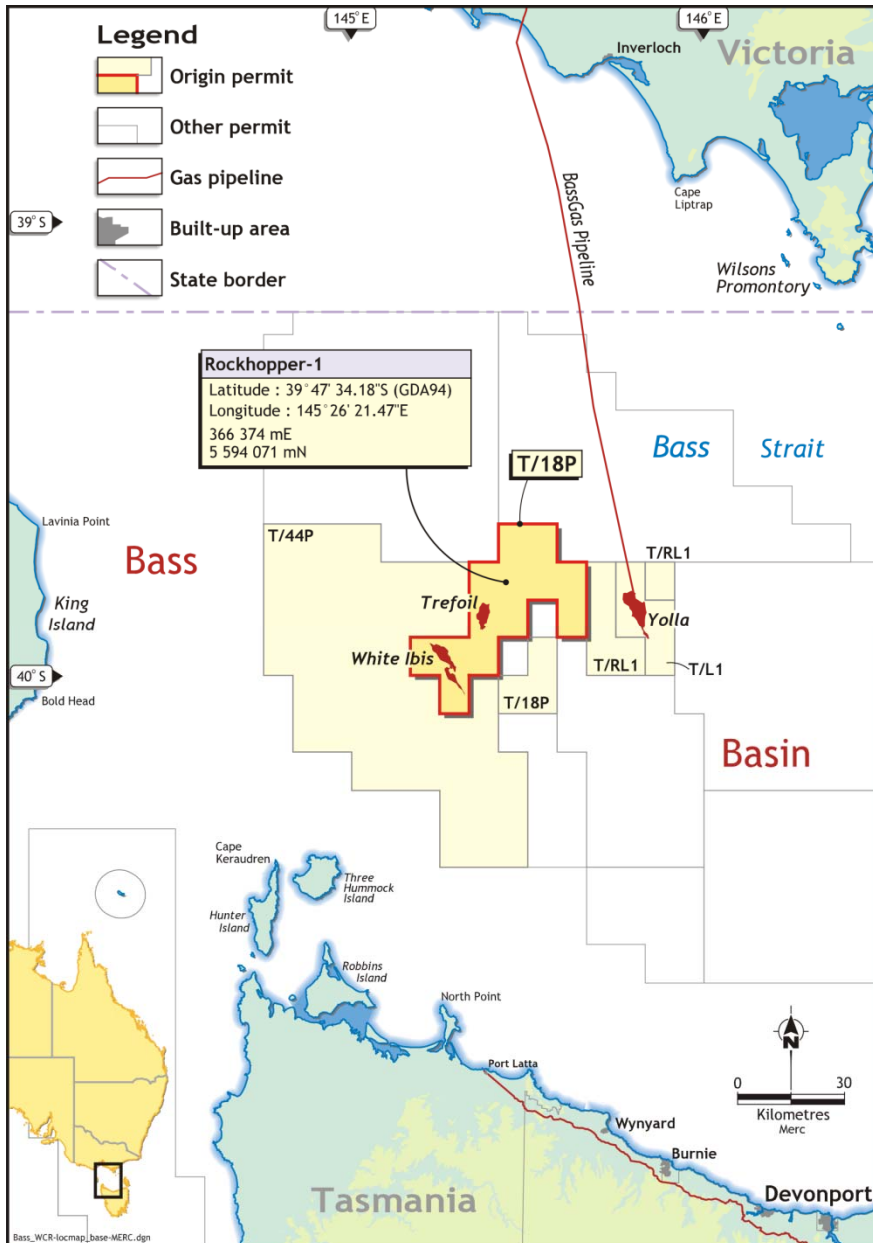 145° E
146° E
Legend
Origin permit
Other permit
Gas pipeline
Built-up area
State border
Inverloch
Victoria
Cape
Liptrap
39° S
BassGas Pipeline
Wilsons
Promontory
Rockhopper-1
Latitude : 39° 47' 34.18"S (GDA94)
Longitude : 145° 26' 21.47"E
366 374 mE
5 594 071 mN
T/18P
Bass Strait
Lavinia Point
T/44P
T/RL1
Bass
King
Island
Trefoil
Yolla
White Ibis
40° S
Bold Head
T/RL1
T/L1
T/18P
Basin
Cape
Keraudren
Three
Hummock
Island
Hunter
Island
Robbins
Island
North Point
Port Latta
N
0 30
Kilometres
Merc
Wynyard
Burnie
Tasmania
Devonport
Bass_WCR-locmap_base-MERC.dgn